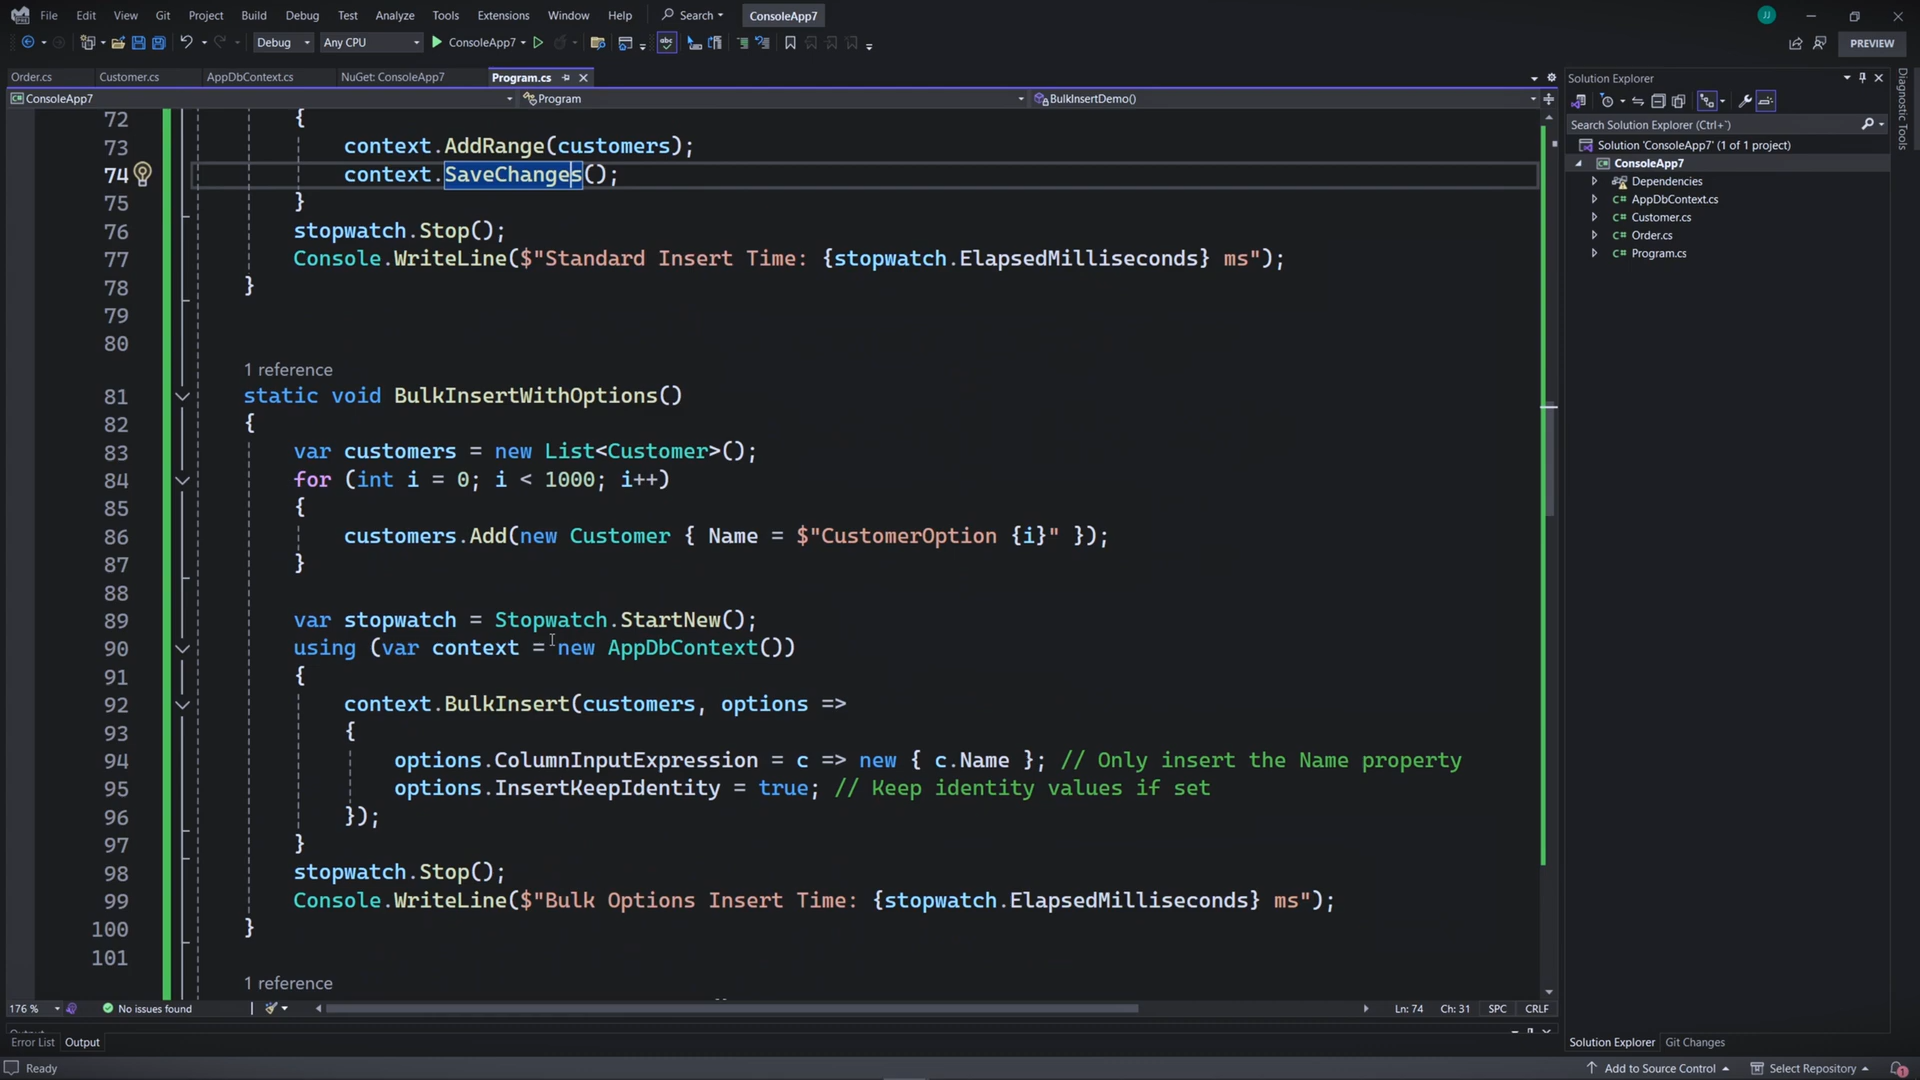 File Edit View Git Project Build Debug Test Analyze Tools Extensions Window Help Search ConsoleApp7 JJ
Debug Any CPU ConsoleApp7 PREVIEW
Order.cs Customer.cs AppDbContext.cs NuGet: ConsoleApp7 Program.cs
ConsoleApp7 Program BulkInsertDemo()
72 {
73 context.AddRange(customers);
74 context.SaveChanges();
75 }
76 stopwatch.Stop();
77 Console.WriteLine($"Standard Insert Time: {stopwatch.ElapsedMilliseconds} ms");
78 }
79
80
1 reference
81 static void BulkInsertWithOptions()
82 {
83 var customers = new List<Customer>();
84 for (int i = 0; i < 1000; i++)
85 {
86 customers.Add(new Customer { Name = $"CustomerOption {i}" });
87 }
88
89 var stopwatch = Stopwatch.StartNew();
90 using (var context = new AppDbContext())
91 {
92 context.BulkInsert(customers, options =>
93 {
94 options.ColumnInputExpression = c => new { c.Name }; // Only insert the Name property
95 options.InsertKeepIdentity = true; // Keep identity values if set
96 });
97 }
98 stopwatch.Stop();
99 Console.WriteLine($"Bulk Options Insert Time: {stopwatch.ElapsedMilliseconds} ms");
100 }
101
1 reference
176 % No issues found Ln: 74 Ch: 31 SPC CRLF
Output
Error List Output
Ready
Solution Explorer
Search Solution Explorer (Ctrl+´)
Solution 'ConsoleApp7' (1 of 1 project)
ConsoleApp7
Dependencies
AppDbContext.cs
Customer.cs
Order.cs
Program.cs
Diagnostic Tools
Solution Explorer Git Changes
Add to Source Control Select Repository 1